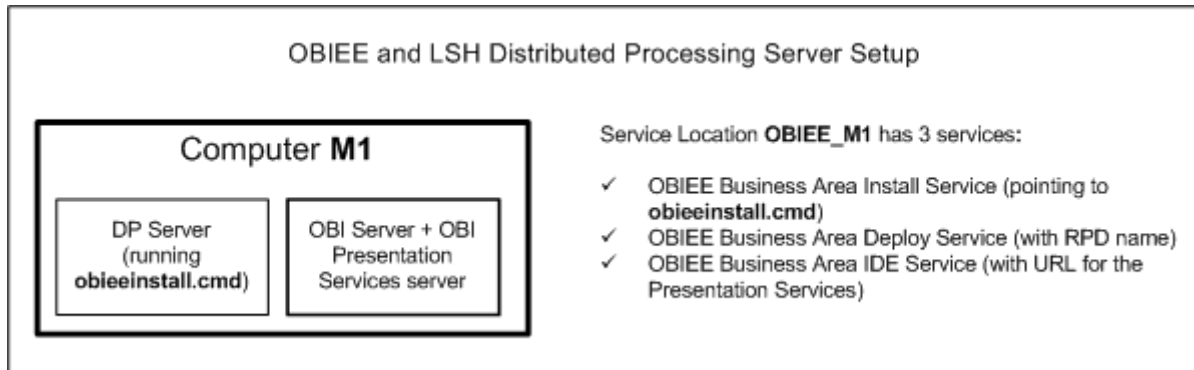 OBIEE and LSH Distributed Processing Server Setup
Computer M1
DP Server
(running
obieeinstall.cmd)
OBI Server + OBI
Presentation
Services server
Service Location OBIEE_M1 has 3 services:
✓ OBIEE Business Area Install Service (pointing to
obieeinstall.cmd)
✓ OBIEE Business Area Deploy Service (with RPD name)
✓ OBIEE Business Area IDE Service (with URL for the
Presentation Services)